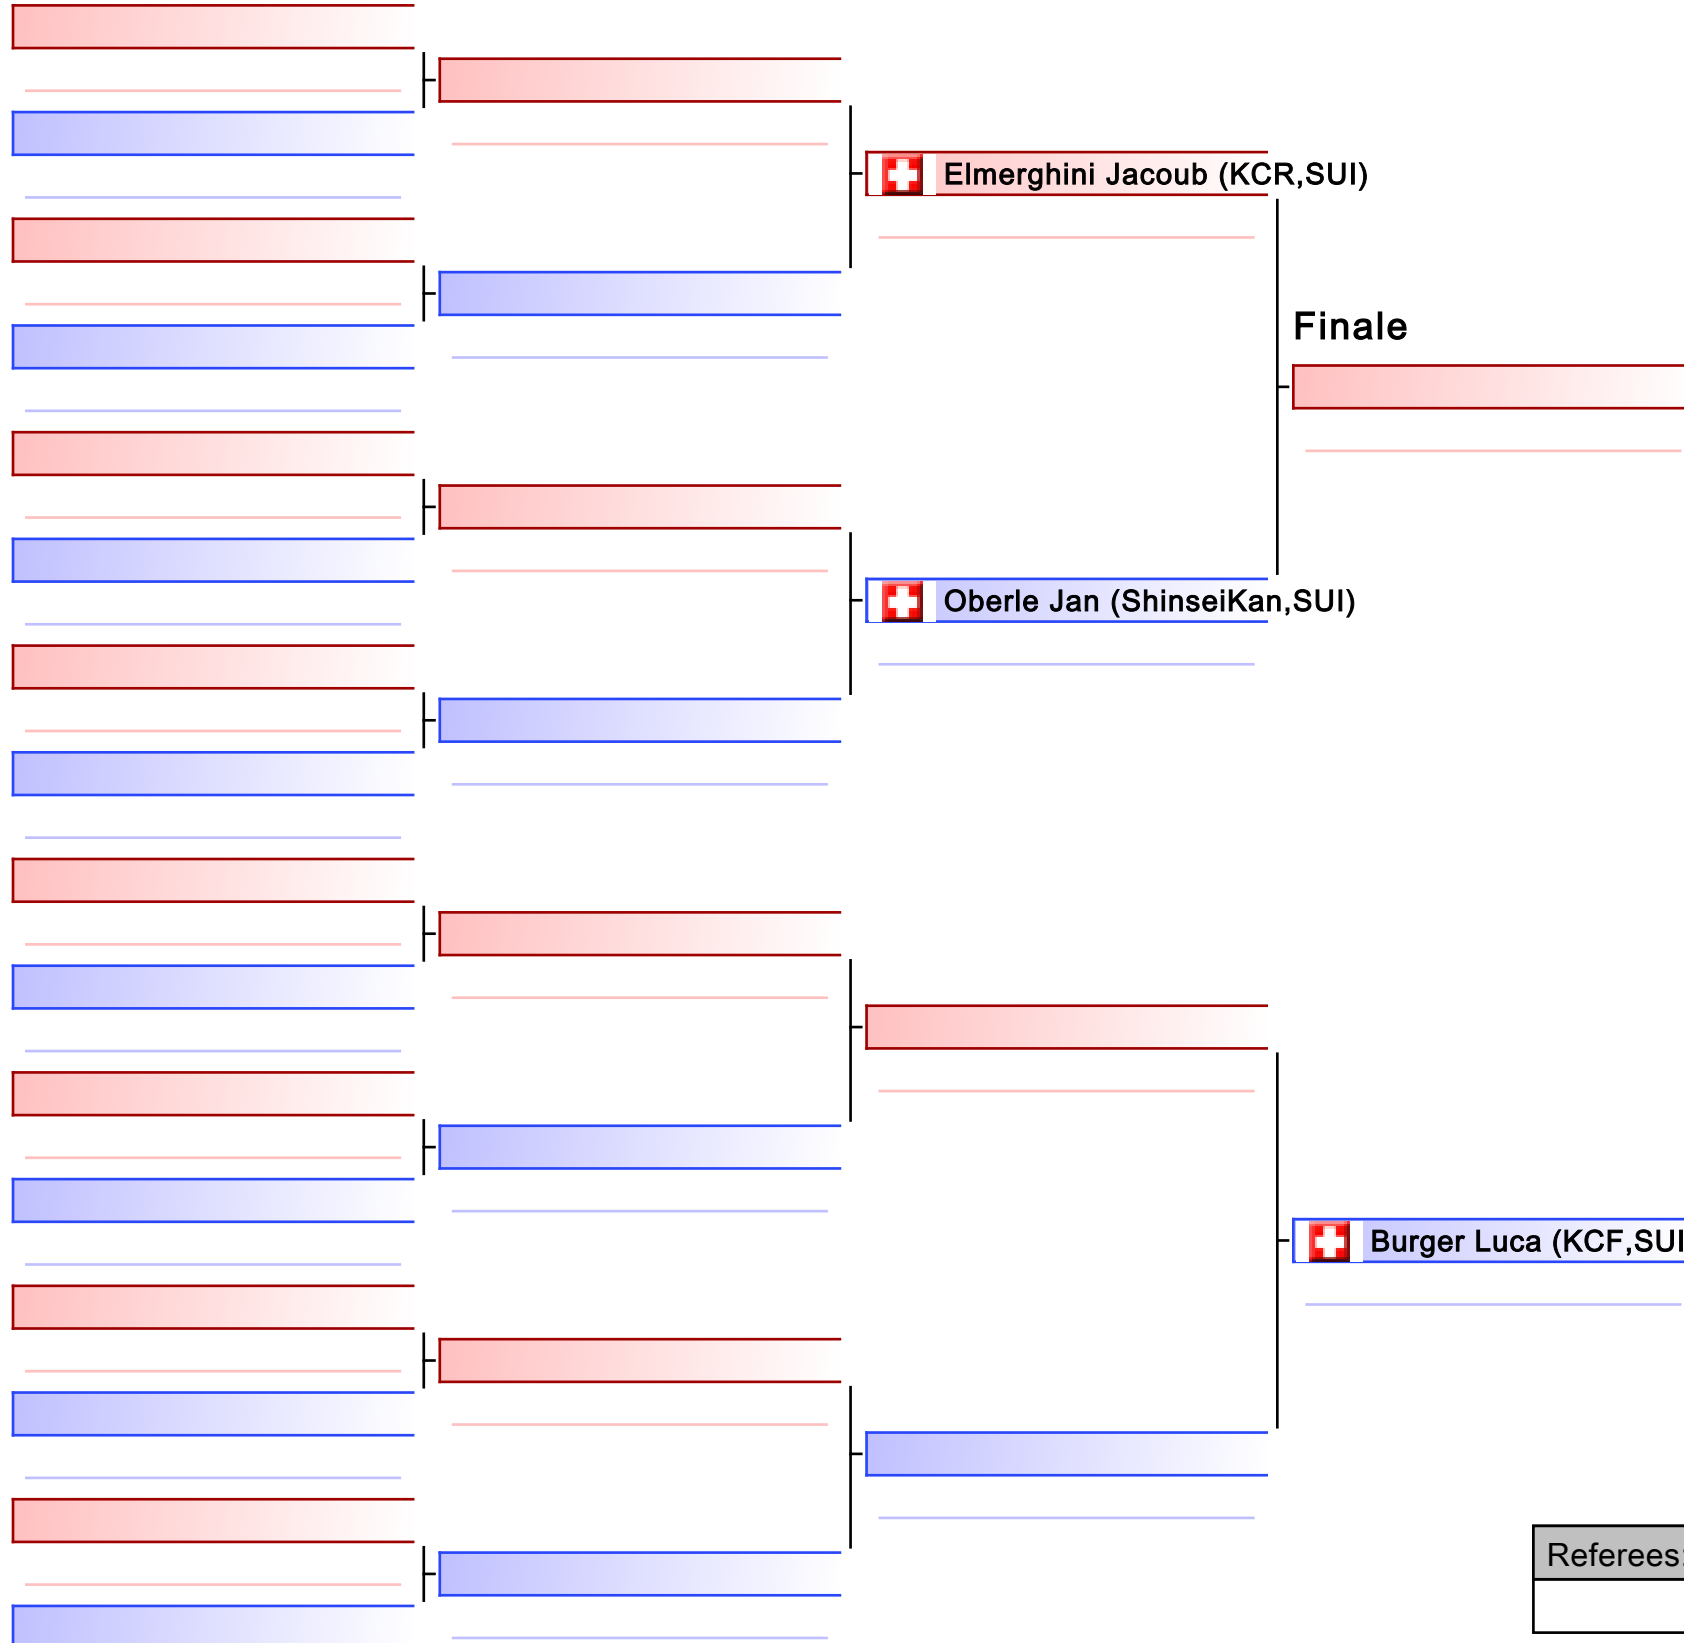 Elmerghini Jacoub (KCR,SUI)
Finale
Oberle Jan (ShinseiKan,SUI)
Burger Luca (KCF,SUI
Referees: